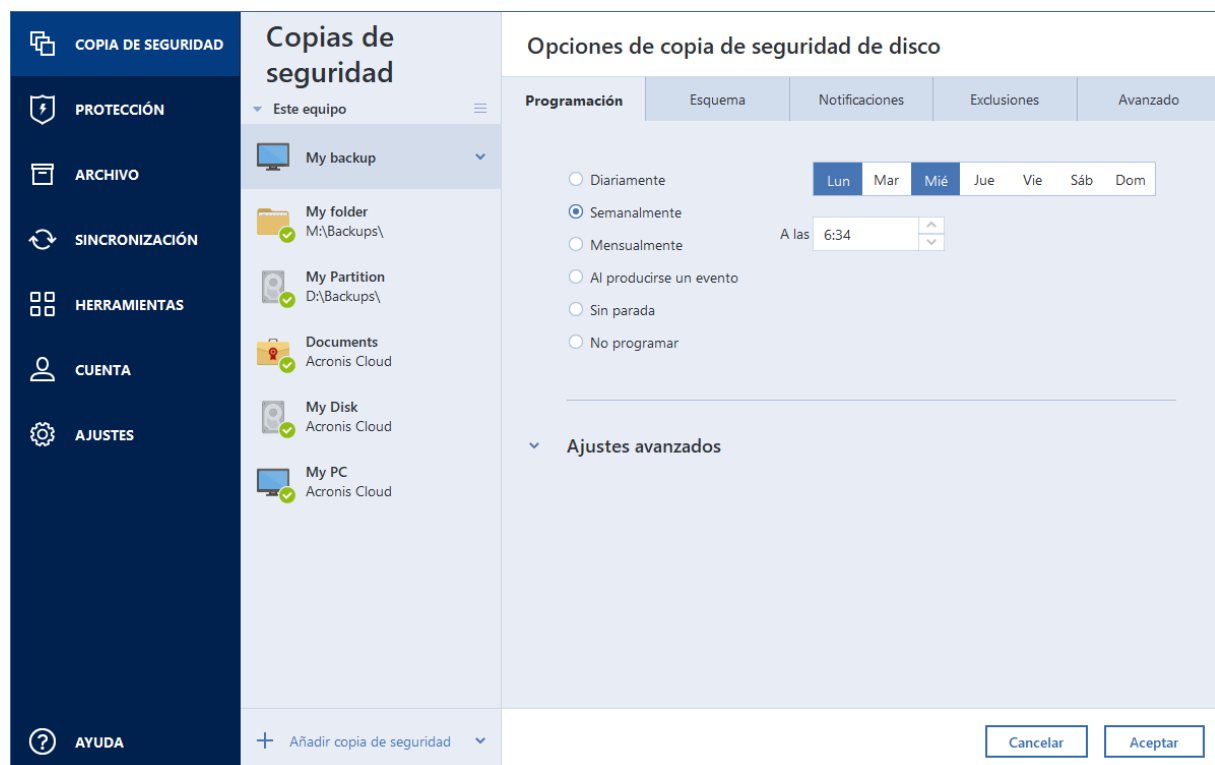 COPIA DE SEGURIDAD
PROTECCIÓN
ARCHIVO
SINCRONIZACIÓN
HERRAMIENTAS
CUENTA
AJUSTES
AYUDA
Copias de
seguridad
Este equipo
My backup
My folder
M:\Backups\
My Partition
D:\Backups\
Documents
Acronis Cloud
My Disk
Acronis Cloud
My PC
Acronis Cloud
Añadir copia de seguridad
Opciones de copia de seguridad de disco
Programación Esquema Notificaciones Exclusiones Avanzado
Diariamente
Semanalmente
Mensualmente
Al producirse un evento
Sin parada
No programar
Lun Mar Mié Jue Vie Sáb Dom
A las 6:34
Ajustes avanzados
Cancelar Aceptar